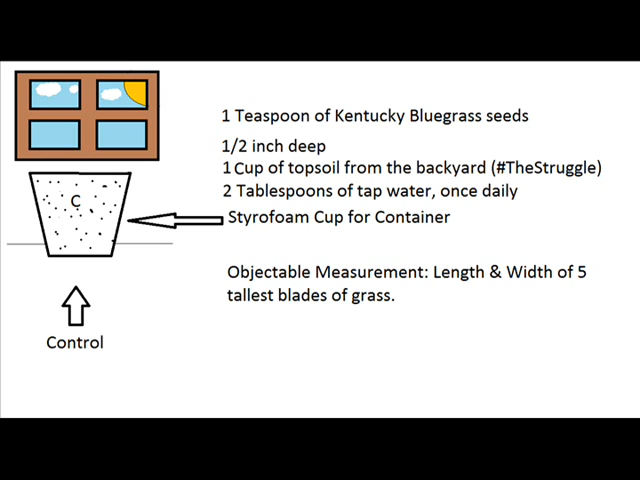 1 Teaspoon of Kentucky Bluegrass seeds
1/2 inch deep
1 Cup of topsoil from the backyard (#TheStruggle)
2 Tablespoons of tap water, once daily
C
Styrofoam Cup for Container
Objectable Measurement: Length & Width of 5
tallest blades of grass.
Control